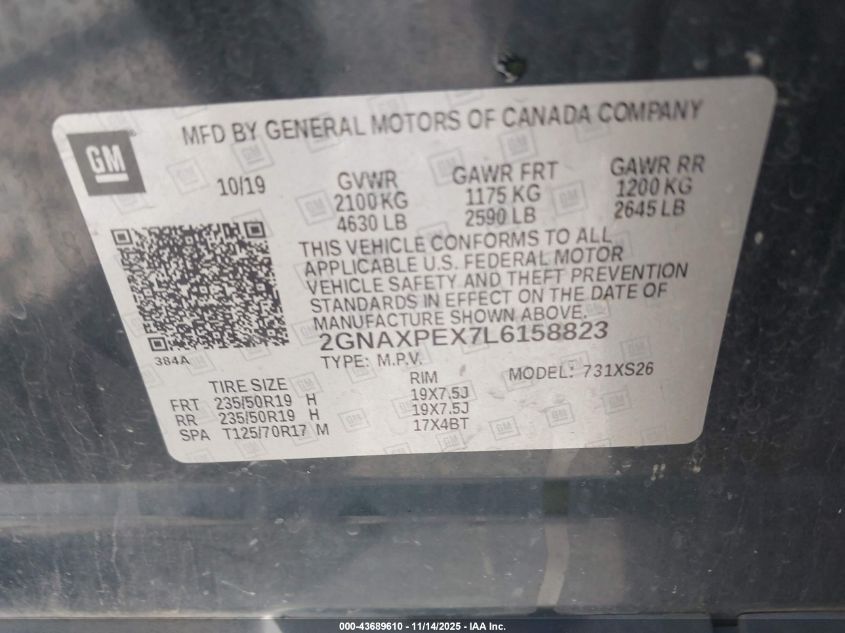 GM
MFD BY GENERAL MOTORS OF CANADA COMPANY
10/19
GVWR GAWR FRT GAWR RR
2100 KG 1175 KG 1200 KG
4630 LB 2590 LB 2645 LB
THIS VEHICLE CONFORMS TO ALL
APPLICABLE U.S. FEDERAL MOTOR
VEHICLE SAFETY AND THEFT PREVENTION
STANDARDS IN EFFECT ON THE DATE OF
MANUFACTURE SHOWN ABOVE.
384A
2GNAXPEX7L6158823
TYPE: M.P.V. MODEL: 731XS26
TIRE SIZE RIM
FRT 235/50R19 H 19X7.5J
RR 235/50R19 H 19X7.5J
SPA T125/70R17 M 17X4BT
000-43689610 - 11/14/2025 - IAA Inc.